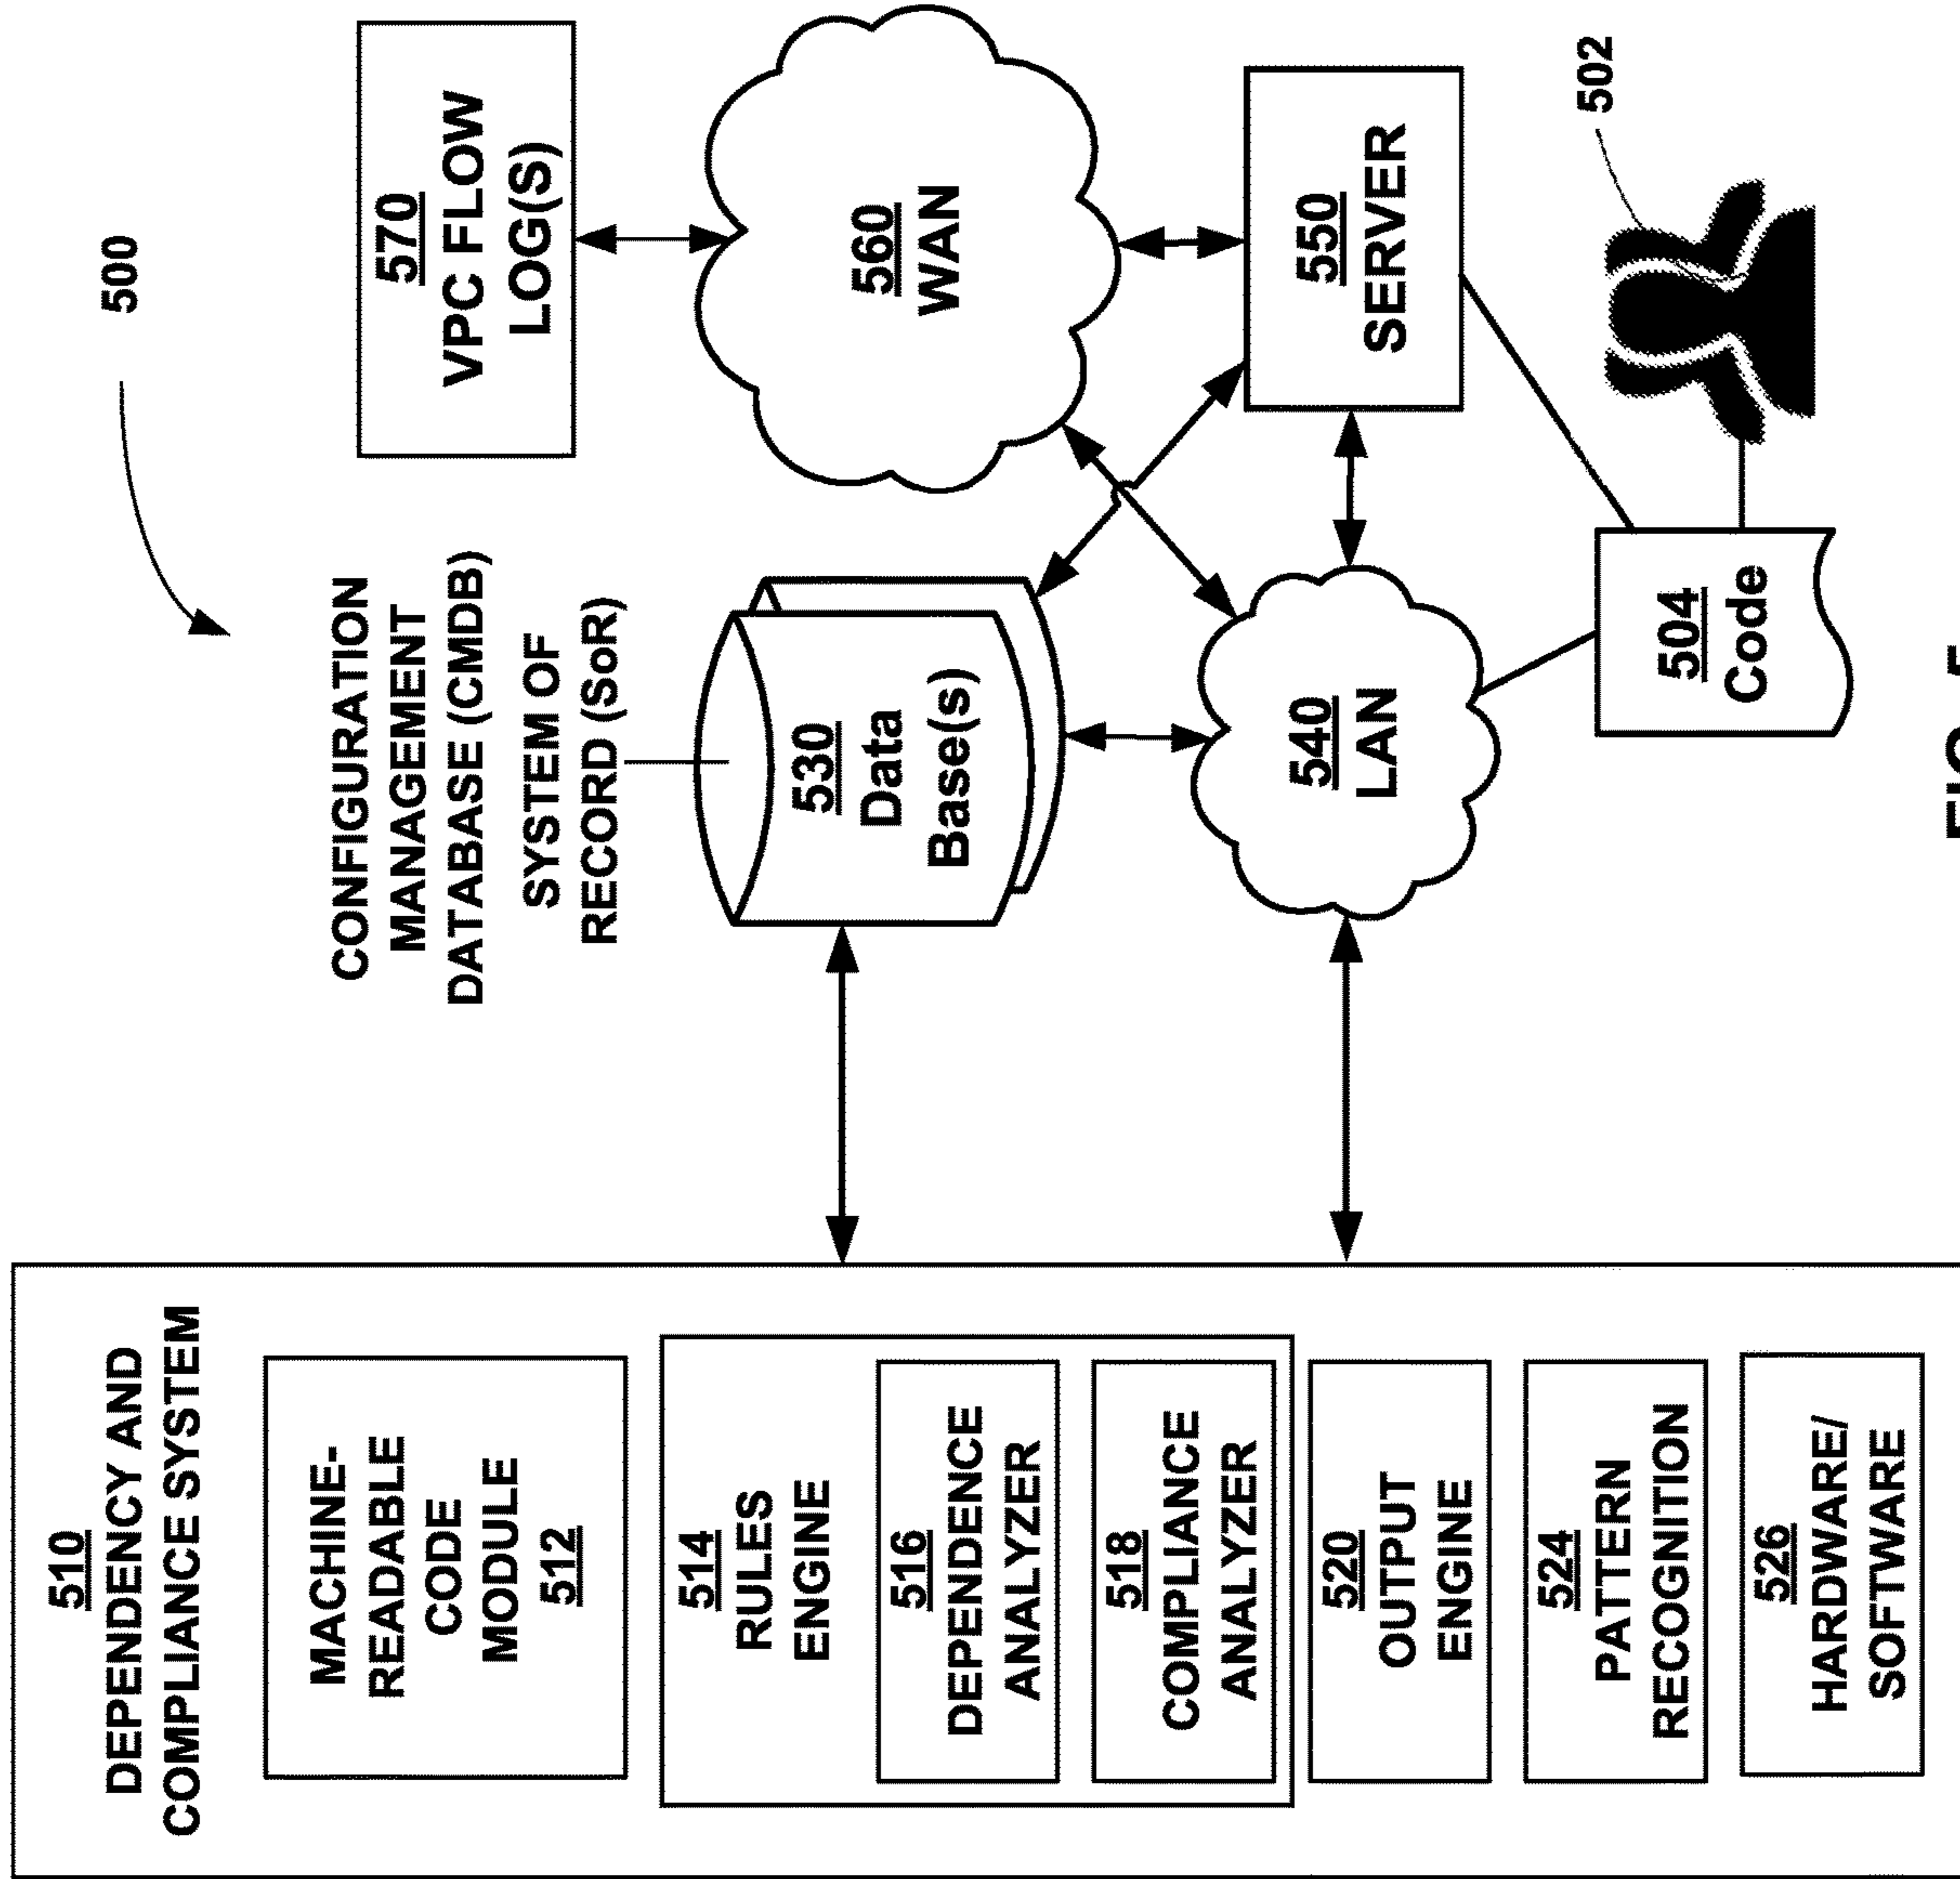 500
510
DEPENDENCY AND
COMPLIANCE SYSTEM
MACHINE-
READABLE
CODE
MODULE
512
514
RULES
ENGINE
516
DEPENDENCE
ANALYZER
518
COMPLIANCE
ANALYZER
520
OUTPUT
ENGINE
524
PATTERN
RECOGNITION
526
HARDWARE/
SOFTWARE
CONFIGURATION
MANAGEMENT
DATABASE (CMDB)
SYSTEM OF
RECORD (SoR)
530
Data
Base(s)
540
LAN
504
Code
570
VPC FLOW
LOG(S)
560
WAN
550
SERVER
502